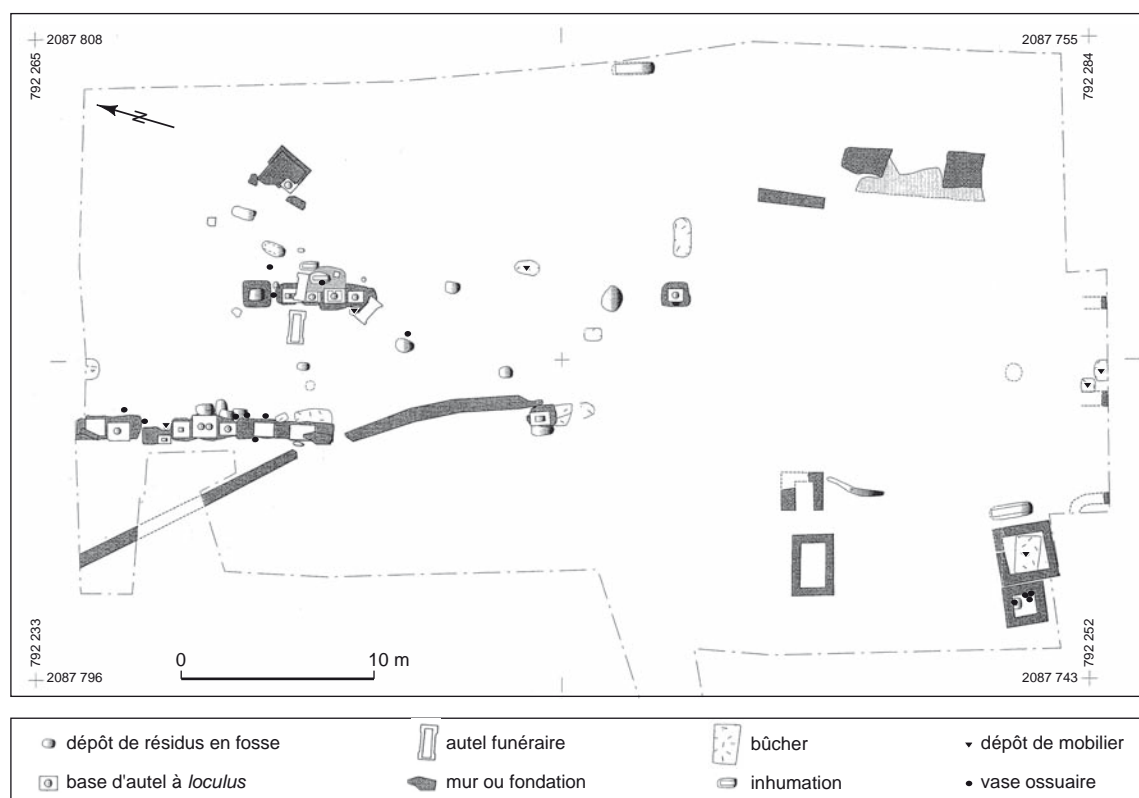 2087 808
792 265
2087 755
792 284
N
792 233
2087 796
0 10 m
792 252
2087 743
dépôt de résidus en fosse
autel funéraire
bûcher
dépôt de mobilier
base d'autel à loculus
mur ou fondation
inhumation
vase ossuaire